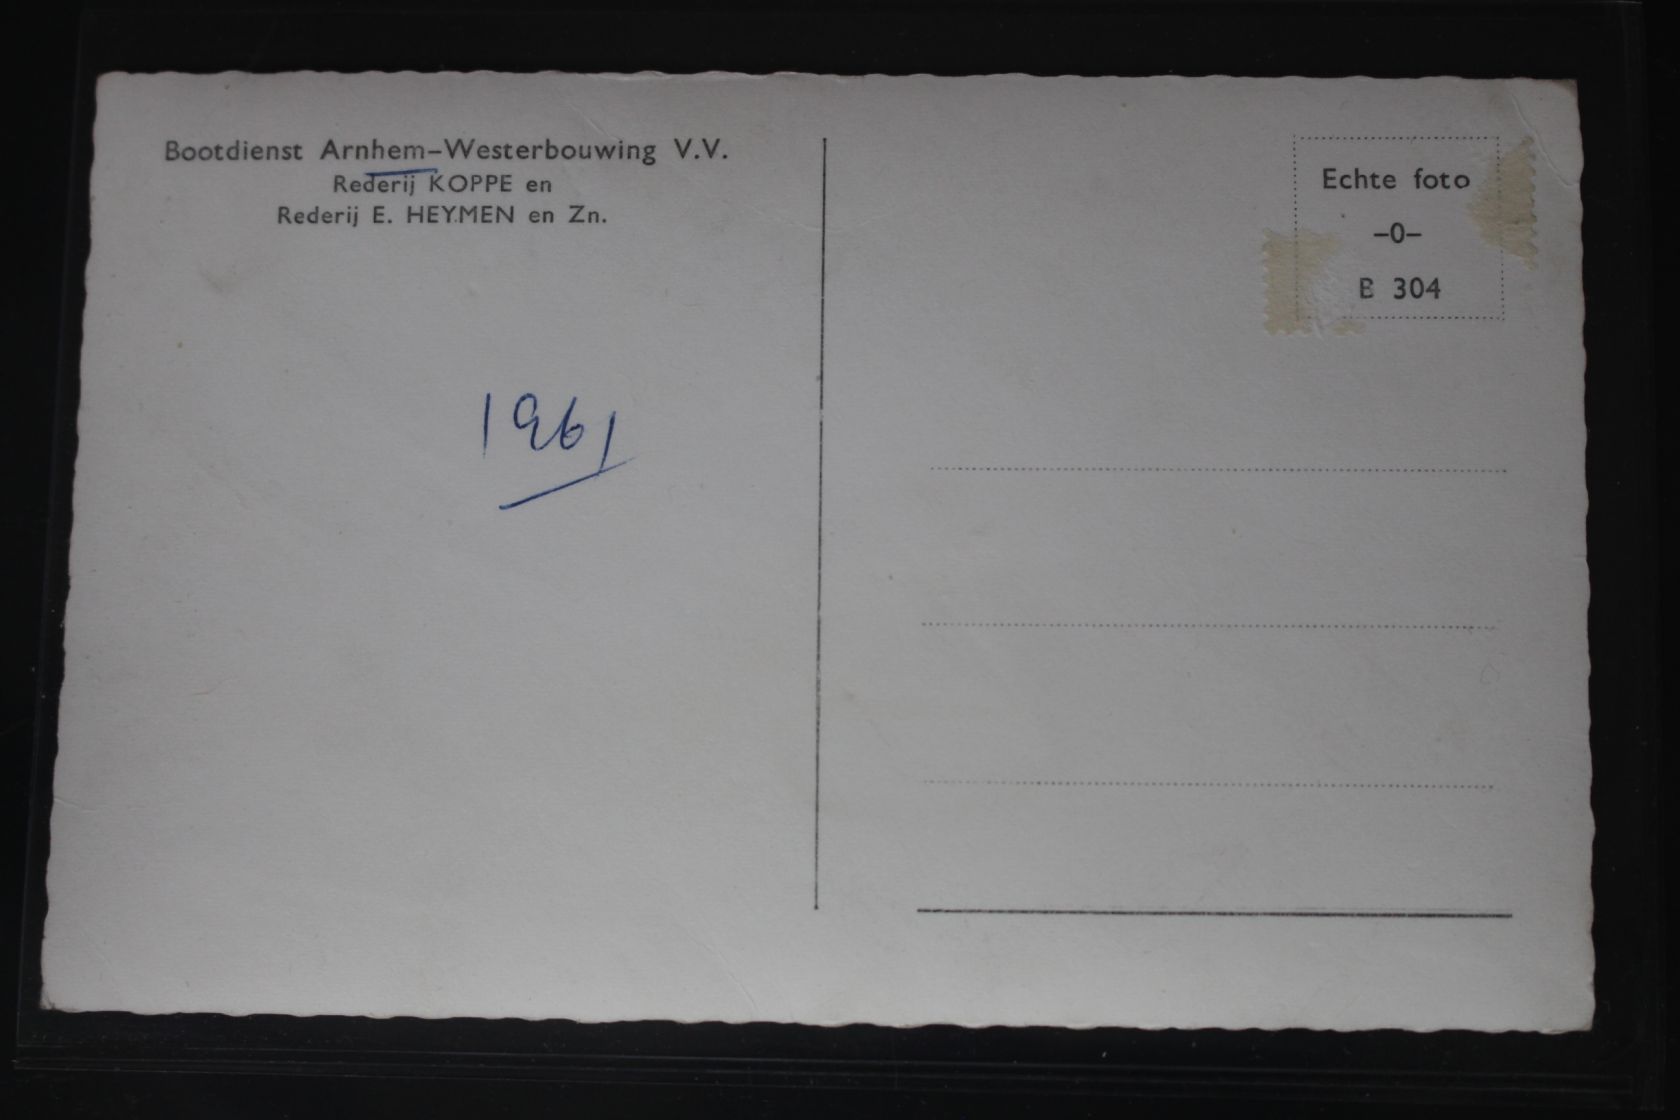 Bootdienst Arnhem-Westerbouwing V.V.
Rederij KOPPE en
Rederij E. HEYMEN en Zn.
1961
Echte foto
-0-
B 304